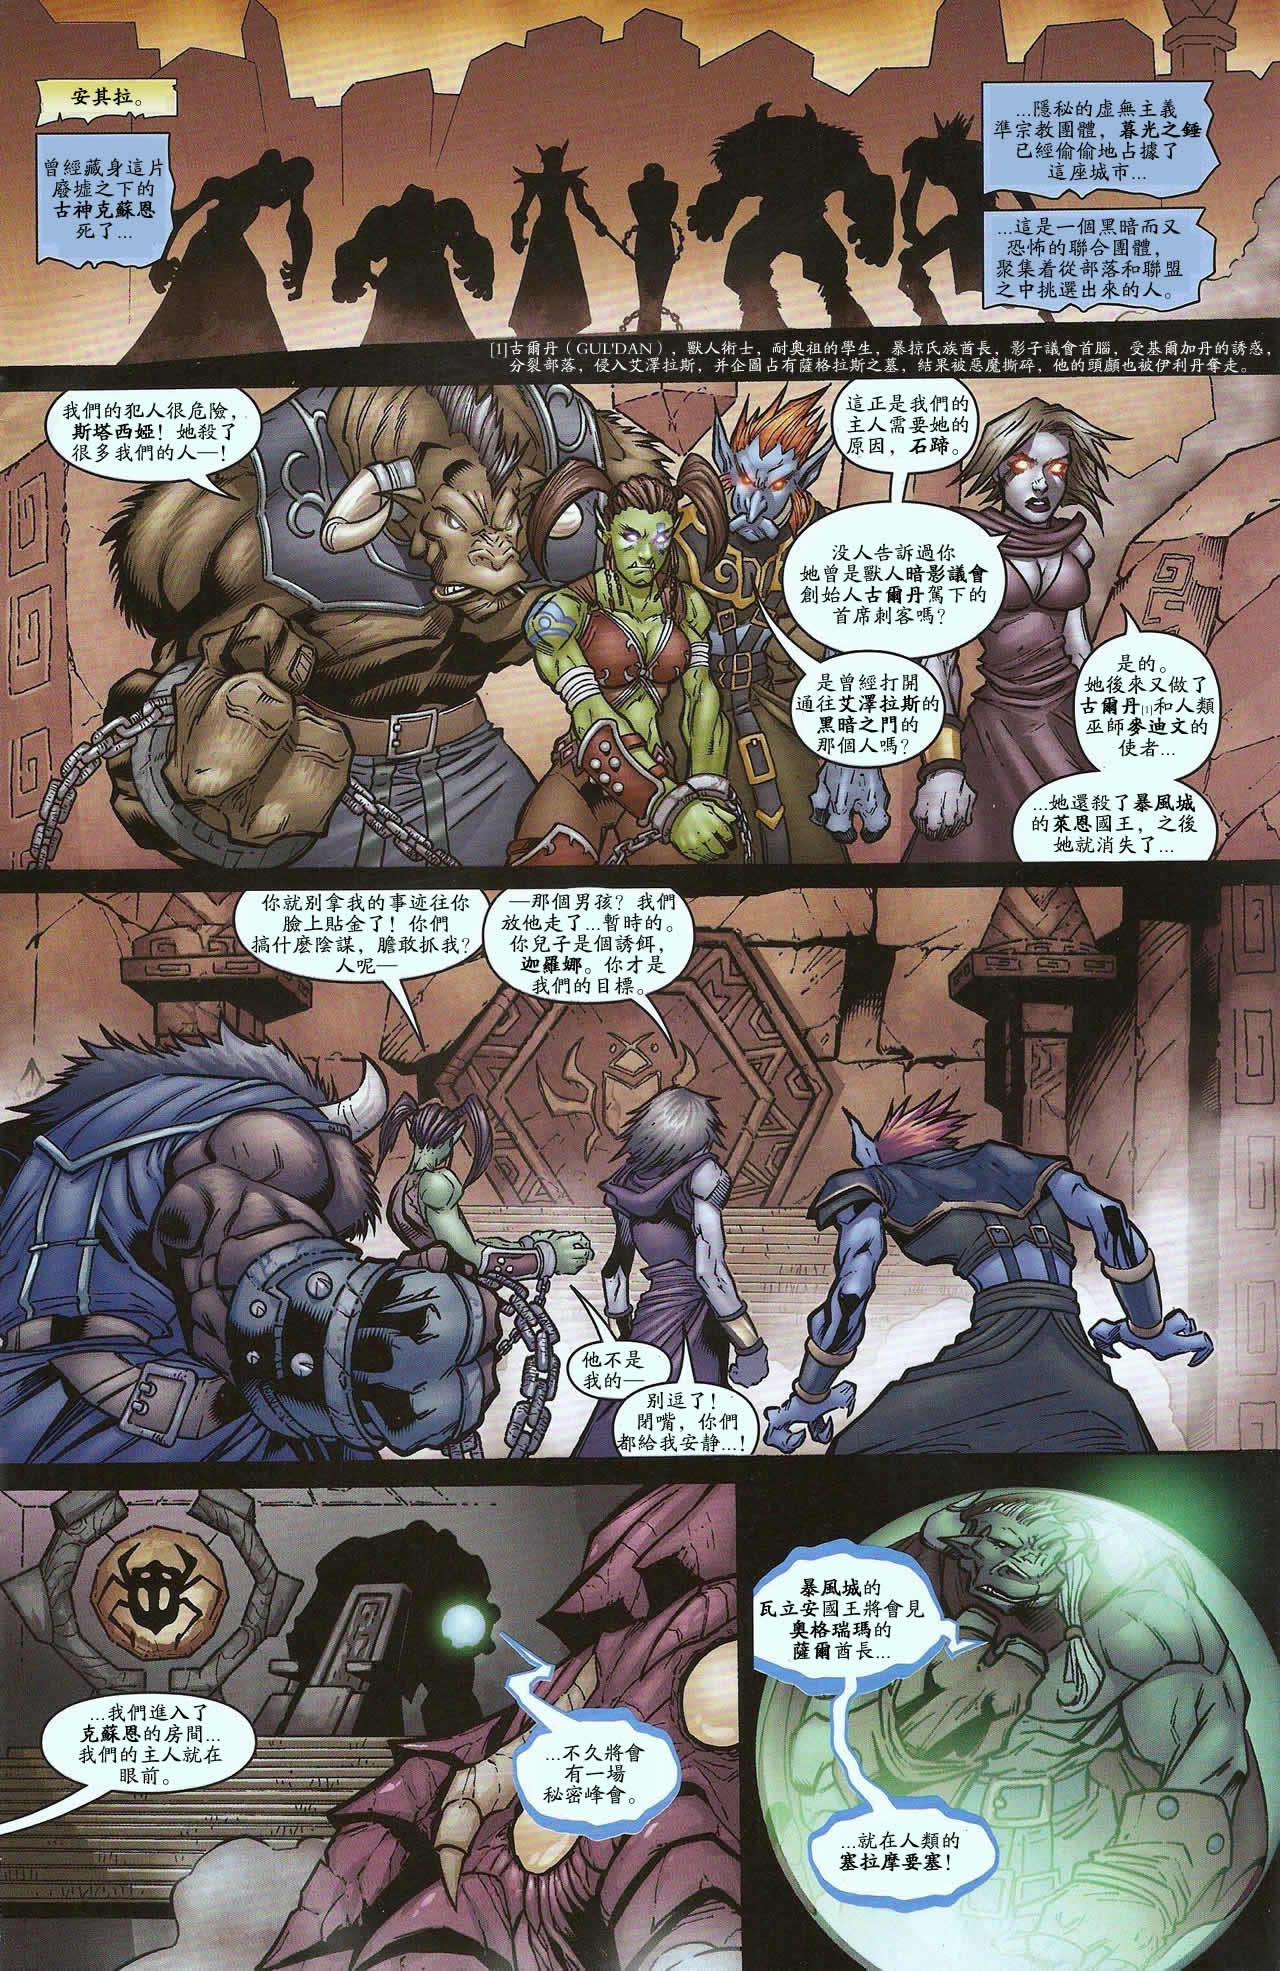 安其拉。
曾經藏身這片
廢墟之下的
古神克蘇恩
死了…
…隱秘的虛無主義
準宗教團體，暮光之錘
已經偷偷地占據了
這座城市…
…這是一個黑暗而又
恐怖的聯合團體，
聚集着從部落和聯盟
之中挑選出來的人。
[1]古爾丹（GUL'DAN），獸人術士，耐奧祖的學生，暴掠氏族酋長，影子議會首腦，受基爾加丹的誘惑，
分裂部落，侵入艾澤拉斯，并企圖占有薩格拉斯之墓，結果被惡魔撕碎，他的頭顱也被伊利丹奪走。
我們的犯人很危險，
斯塔西婭！她殺了
很多我們的人—！
這正是我們的
主人需要她的
原因，石蹄。
没人告訴過你
她曾是獸人暗影議會
創始人古爾丹駕下的
首席刺客嗎？
是曾經打開
通往艾澤拉斯的
黑暗之門的
那個人嗎？
是的。
她後來又做了
古爾丹[1]和人類
巫師麥迪文的
使者…
…她還殺了暴風城
的萊恩國王，之後
她就消失了…
你就别拿我的事迹往你
臉上貼金了！你們
搞什麽陰謀，膽敢抓我？
人呢—
—那個男孩？我們
放他走了…暫時的。
你兒子是個誘餌，
迦羅娜。你才是
我們的目標。
他不是
我的—
别逗了！
閉嘴，你們
都給我安静…！
…我們進入了
克蘇恩的房間…
我們的主人就在
眼前。
…不久將會
有一場
秘密峰會。
暴風城的
瓦立安國王將會見
奥格瑞瑪的
薩爾酋長…
…就在人類的
塞拉摩要塞！